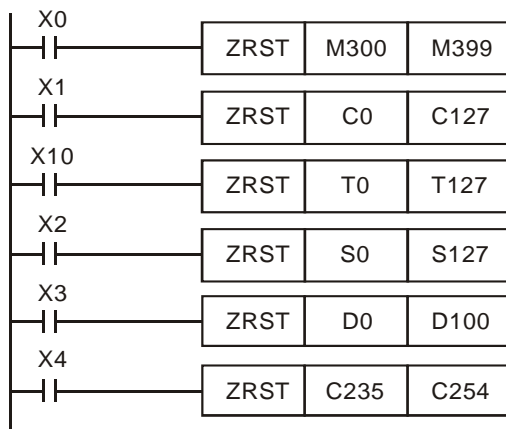 X0
ZRST M300 M399
X1
ZRST C0 C127
X10
ZRST T0 T127
X2
ZRST S0 S127
X3
ZRST D0 D100
X4
ZRST C235 C254